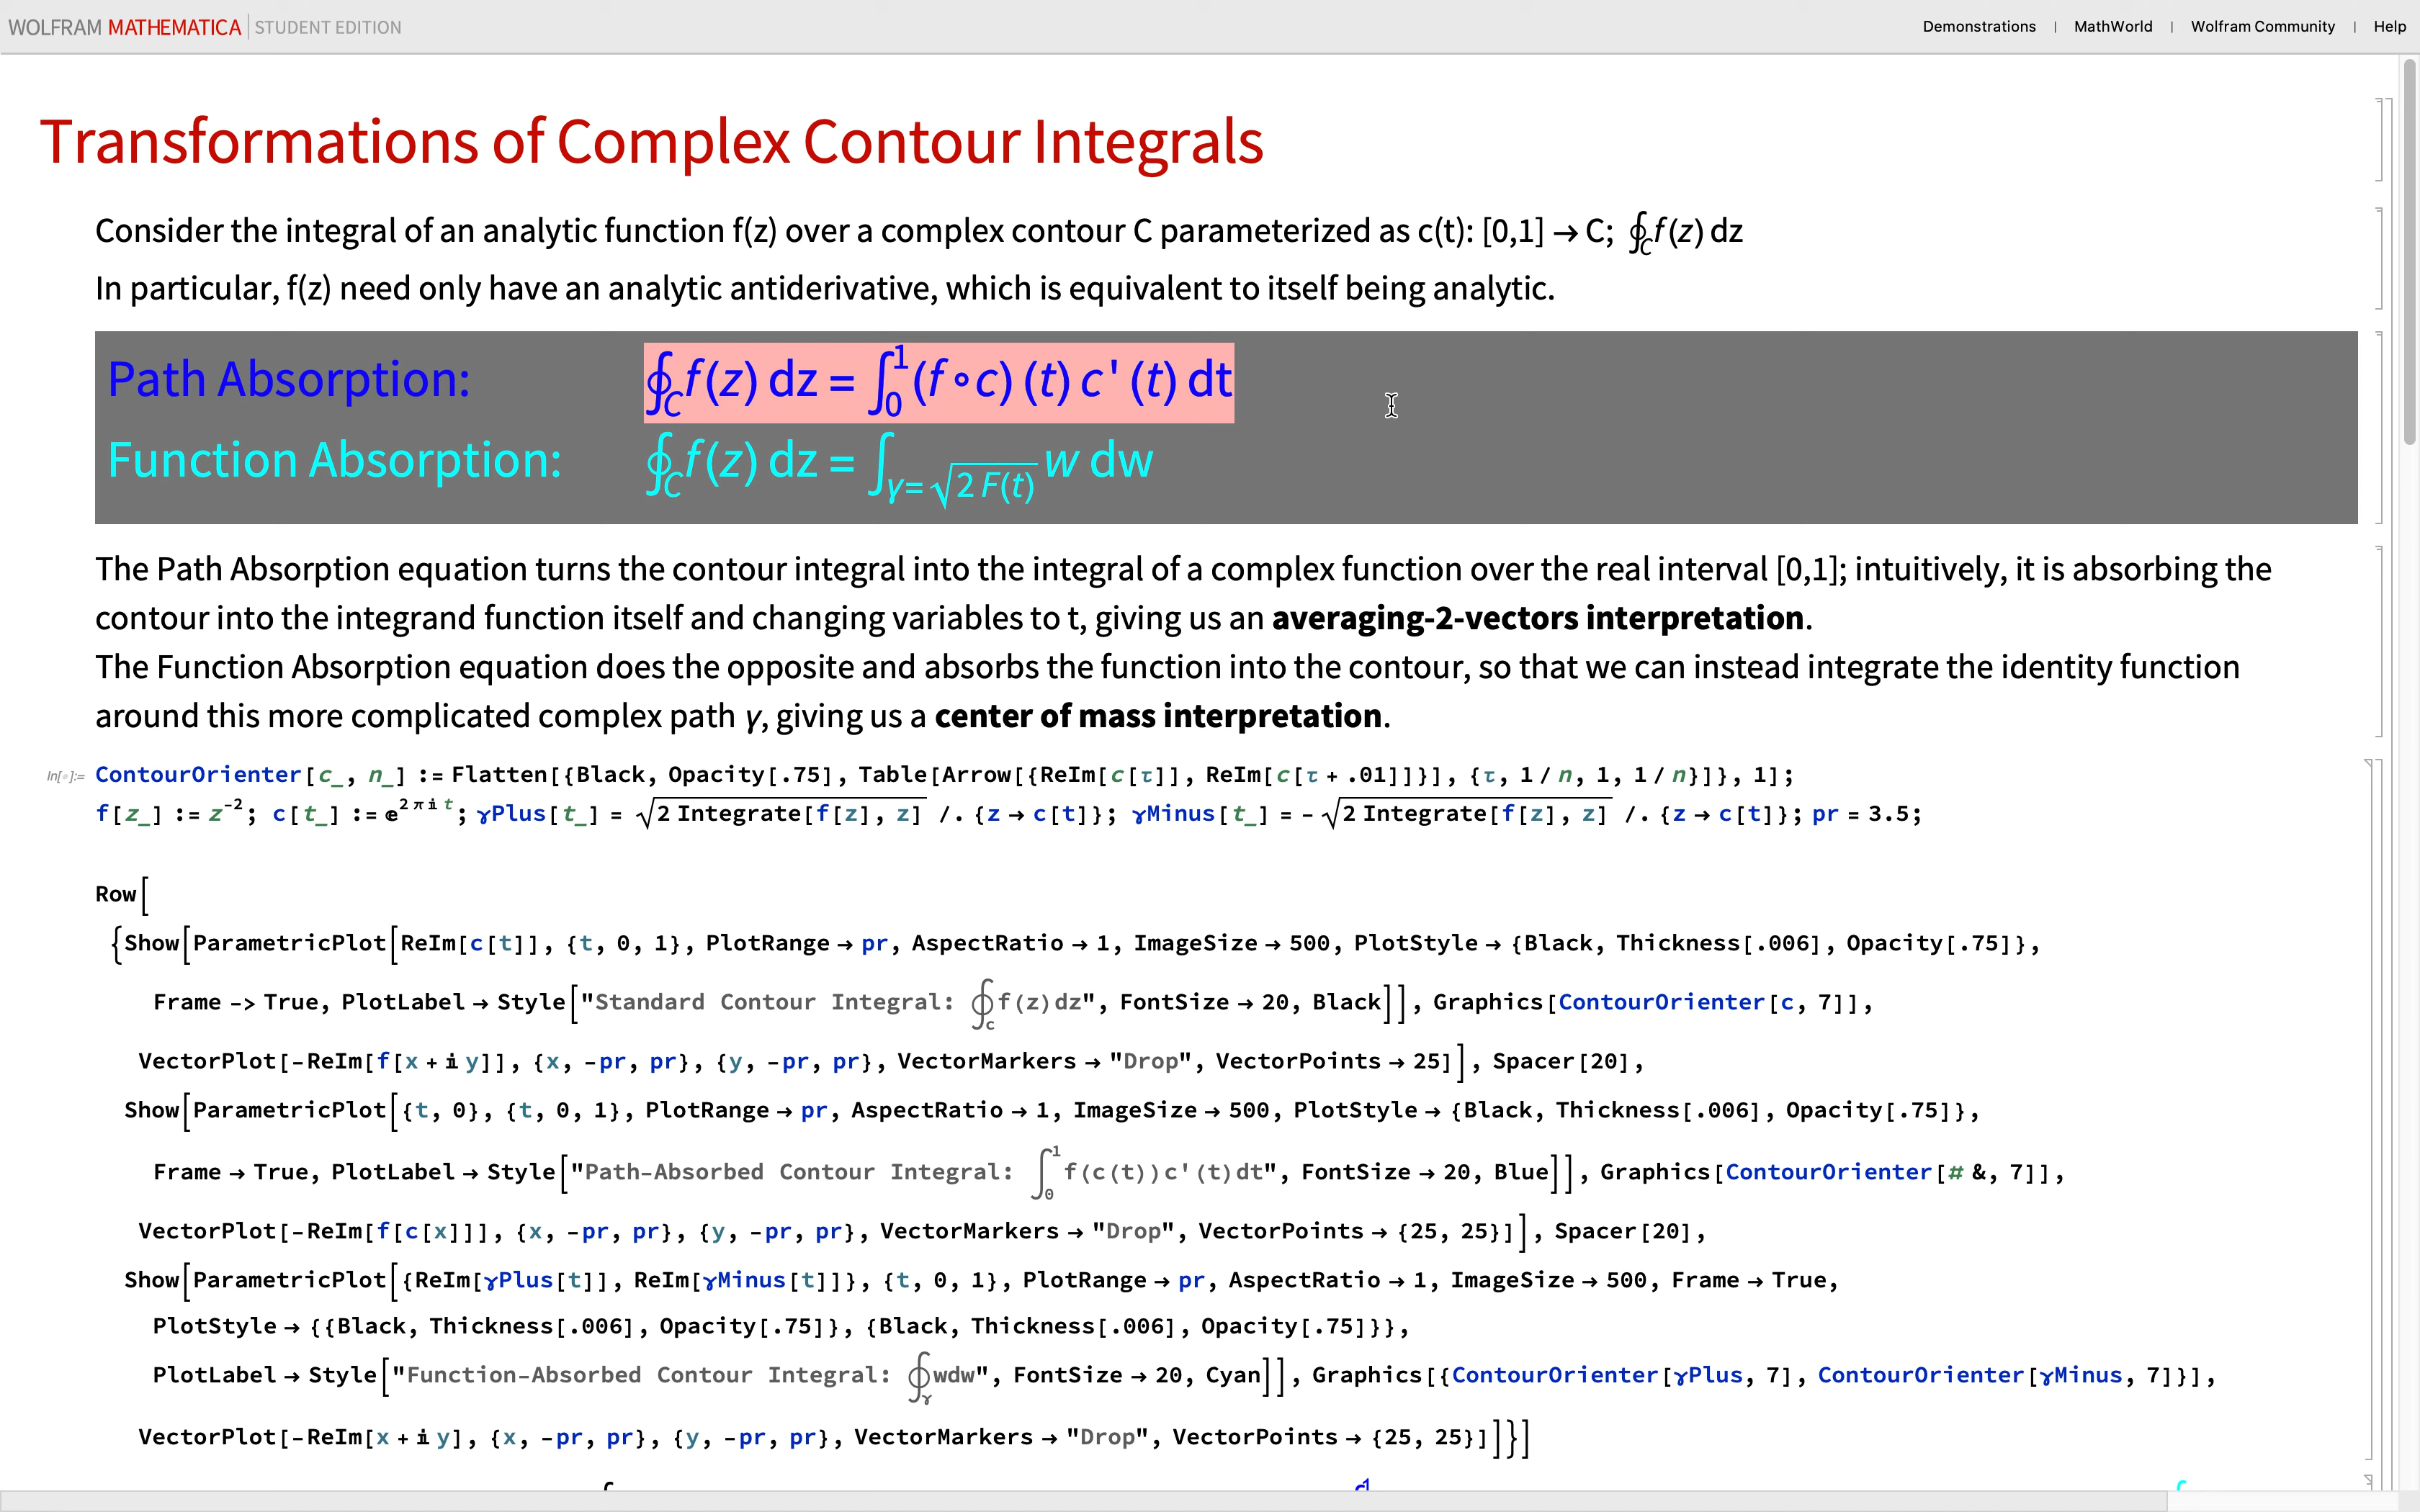 WOLFRAM MATHEMATICA | STUDENT EDITION
Demonstrations | MathWorld | Wolfram Community | Help
Transformations of Complex Contour Integrals
Consider the integral of an analytic function f(z) over a complex contour C parameterized as c(t): [0,1] → C; ∮_C f(z) dz
In particular, f(z) need only have an analytic antiderivative, which is equivalent to itself being analytic.
Path Absorption: ∮_C f(z) dz = ∫_0^1 (f∘c) (t) c ' (t) dt
Function Absorption: ∮_C f(z) dz = ∫_{γ=√(2 F(t))} w dw
The Path Absorption equation turns the contour integral into the integral of a complex function over the real interval [0,1]; intuitively, it is absorbing the
contour into the integrand function itself and changing variables to t, giving us an averaging-2-vectors interpretation.
The Function Absorption equation does the opposite and absorbs the function into the contour, so that we can instead integrate the identity function
around this more complicated complex path γ, giving us a center of mass interpretation.
In[◦]:= ContourOrienter[c_, n_] := Flatten[{Black, Opacity[.75], Table[Arrow[{ReIm[c[τ]], ReIm[c[τ + .01]]}], {τ, 1/n, 1, 1/n}]}, 1];
f[z_] := z^-2; c[t_] := ⅇ^(2 π ⅈ t); γPlus[t_] = √(2 Integrate[f[z], z]) /. {z → c[t]}; γMinus[t_] = - √(2 Integrate[f[z], z]) /. {z → c[t]}; pr = 3.5;
Row[
{Show[ParametricPlot[ReIm[c[t]], {t, 0, 1}, PlotRange → pr, AspectRatio → 1, ImageSize → 500, PlotStyle → {Black, Thickness[.006], Opacity[.75]},
Frame -> True, PlotLabel → Style["Standard Contour Integral: ∮_c f(z)dz", FontSize → 20, Black]], Graphics[ContourOrienter[c, 7]],
VectorPlot[-ReIm[f[x + ⅈ y]], {x, -pr, pr}, {y, -pr, pr}, VectorMarkers → "Drop", VectorPoints → 25]], Spacer[20],
Show[ParametricPlot[{t, 0}, {t, 0, 1}, PlotRange → pr, AspectRatio → 1, ImageSize → 500, PlotStyle → {Black, Thickness[.006], Opacity[.75]},
Frame → True, PlotLabel → Style["Path-Absorbed Contour Integral: ∫_0^1 f(c(t))c'(t)dt", FontSize → 20, Blue]], Graphics[ContourOrienter[# &, 7]],
VectorPlot[-ReIm[f[c[x]]], {x, -pr, pr}, {y, -pr, pr}, VectorMarkers → "Drop", VectorPoints → {25, 25}]], Spacer[20],
Show[ParametricPlot[{ReIm[γPlus[t]], ReIm[γMinus[t]]}, {t, 0, 1}, PlotRange → pr, AspectRatio → 1, ImageSize → 500, Frame → True,
PlotStyle → {{Black, Thickness[.006], Opacity[.75]}, {Black, Thickness[.006], Opacity[.75]}},
PlotLabel → Style["Function-Absorbed Contour Integral: ∮_γ wdw", FontSize → 20, Cyan]], Graphics[{ContourOrienter[γPlus, 7], ContourOrienter[γMinus, 7]}],
VectorPlot[-ReIm[x + ⅈ y], {x, -pr, pr}, {y, -pr, pr}, VectorMarkers → "Drop", VectorPoints → {25, 25}]]}]